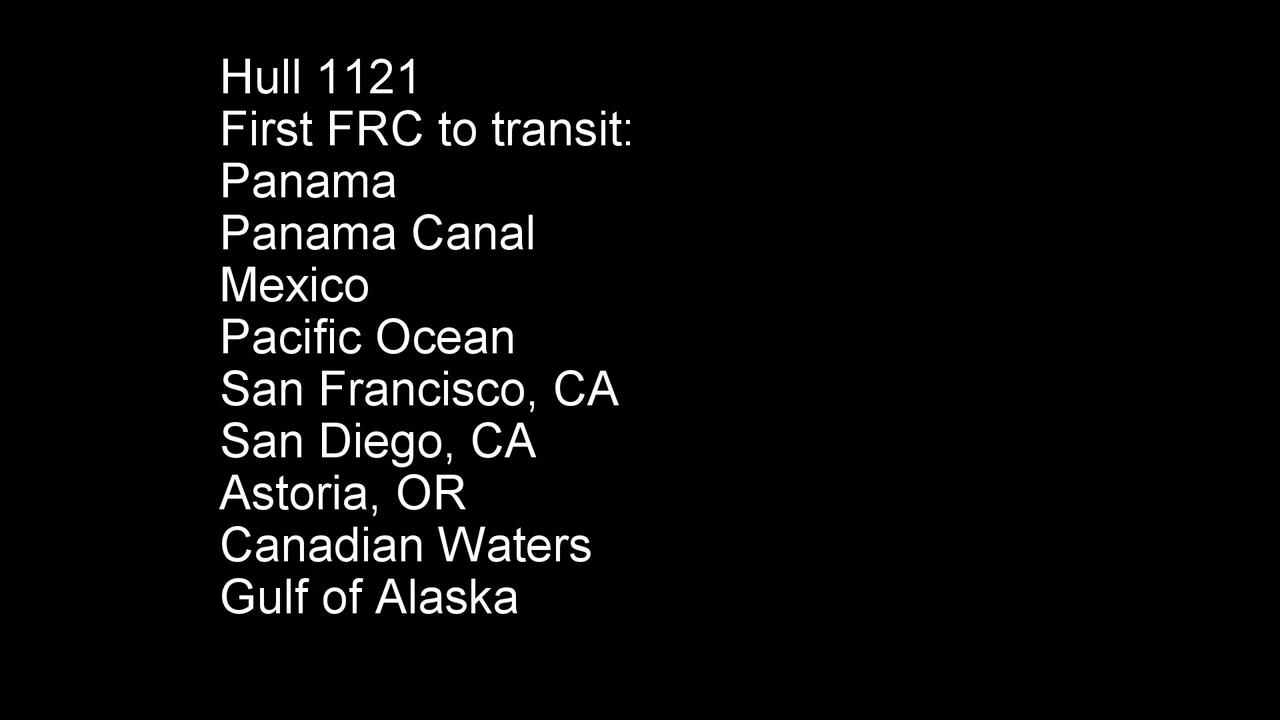 Hull 1121
First FRC to transit:
Panama
Panama Canal
Mexico
Pacific Ocean
San Francisco, CA
San Diego, CA
Astoria, OR
Canadian Waters
Gulf of Alaska